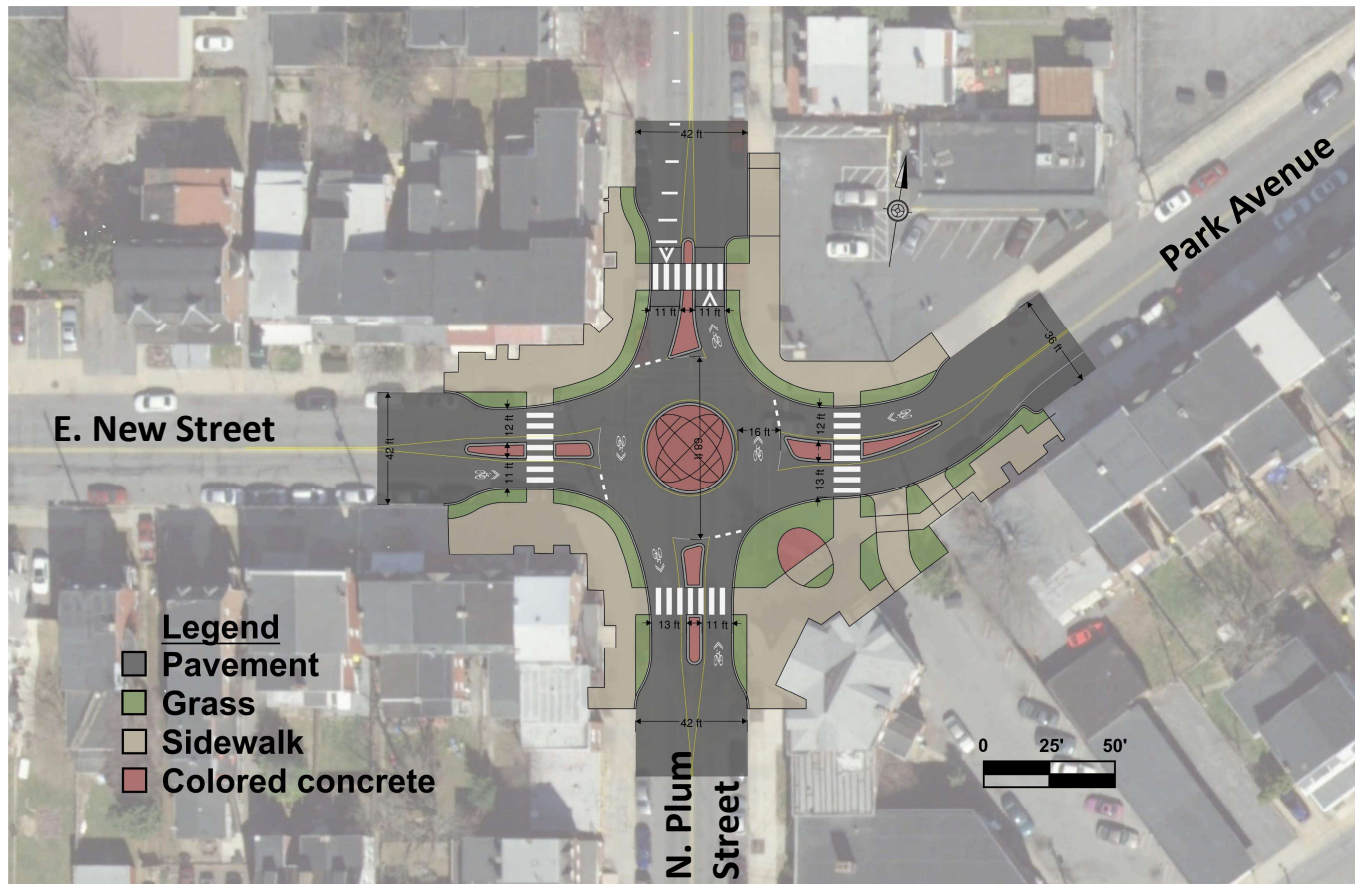 42 ft
Park Avenue
11 ft
11 ft
36 ft
E. New Street
42 ft
12 ft
11 ft
68 ft
16 ft
12 ft
13 ft
13 ft
11 ft
42 ft
Legend
Pavement
Grass
Sidewalk
Colored concrete
N. Plum
Street
0 25' 50'